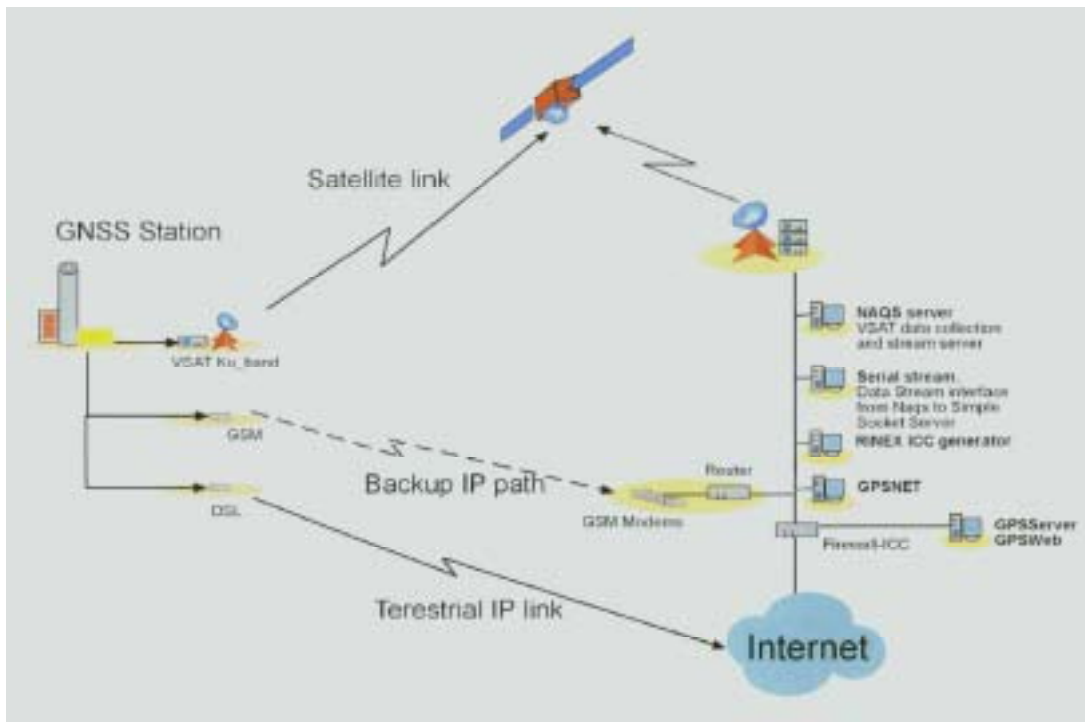 Satellite link
GNSS Station
VSAT Ku_band
GSM
Backup IP path
DSL
Terestrial IP link
NAQS server
VSAT data collection
and stream server
Serial stream.
Data Stream interface
from Naqs to Simple
Socket Server
RINEX ICC generator
Router
GPSNET
GSM Modems
Firewall-ICC
GPSServer
GPSWeb
Internet